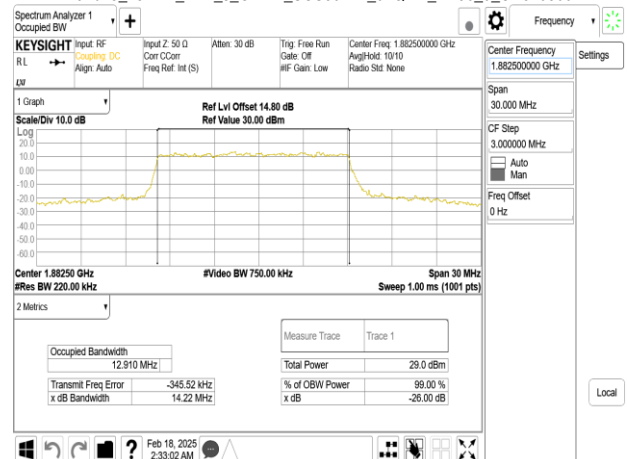 Spectrum Analyzer 1
Occupied BW
Frequency
KEYSIGHT
RL
Input: RF
Coupling: DC
Align: Auto
Input Z: 50 Ω
Corr CCorr
Freq Ref: Int (S)
Atten: 30 dB
Trig: Free Run
Gate: Off
#IF Gain: Low
Center Freq: 1.882500000 GHz
Avg|Hold: 10/10
Radio Std: None
Center Frequency
1.882500000 GHz
Settings
Span
30.000 MHz
CF Step
3.000000 MHz
Auto
Man
Freq Offset
0 Hz
Local
1 Graph
Scale/Div 10.0 dB
Ref Lvl Offset 14.80 dB
Ref Value 30.00 dBm
Log
20.0
10.0
0.00
-10.0
-20.0
-30.0
-40.0
-50.0
-60.0
Center 1.88250 GHz
#Video BW 750.00 kHz
Span 30 MHz
#Res BW 220.00 kHz
Sweep 1.00 ms (1001 pts)
2 Metrics
Measure Trace
Trace 1
Occupied Bandwidth
12.910 MHz
Total Power
29.0 dBm
Transmit Freq Error
-345.52 kHz
% of OBW Power
99.00 %
x dB Bandwidth
14.22 MHz
x dB
-26.00 dB
Feb 18, 2025
2:33:02 AM